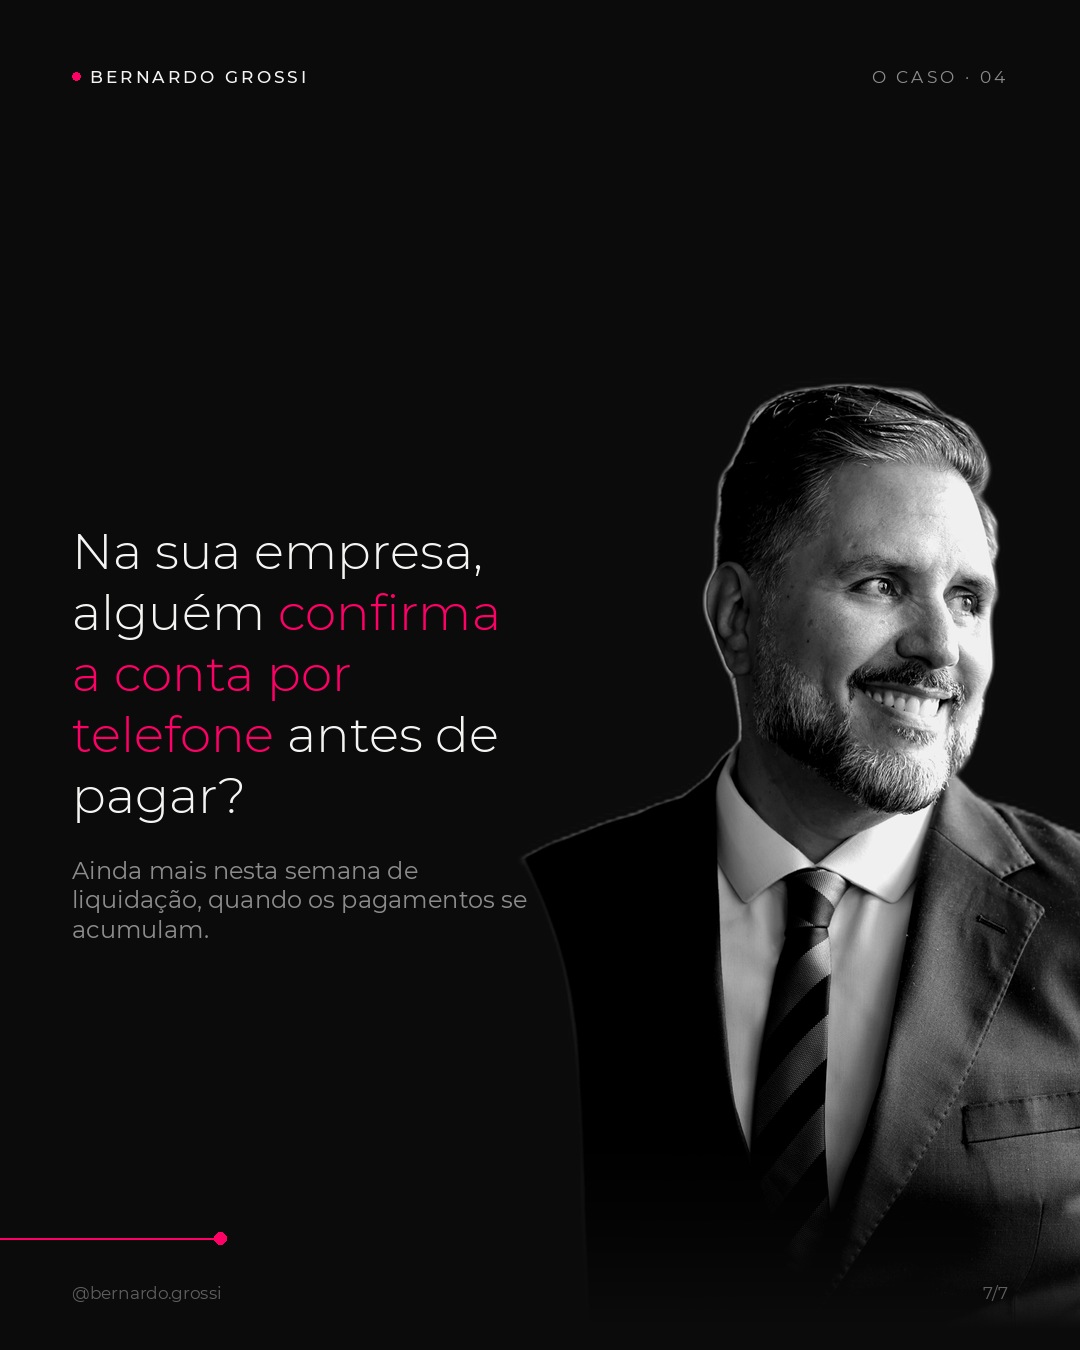 BERNARDO GROSSI
O CASO · 04
Na sua empresa,
alguém confirma
a conta por
telefone antes de
pagar?
Ainda mais nesta semana de
liquidação, quando os pagamentos se
acumulam.
@bernardo.grossi
7/7